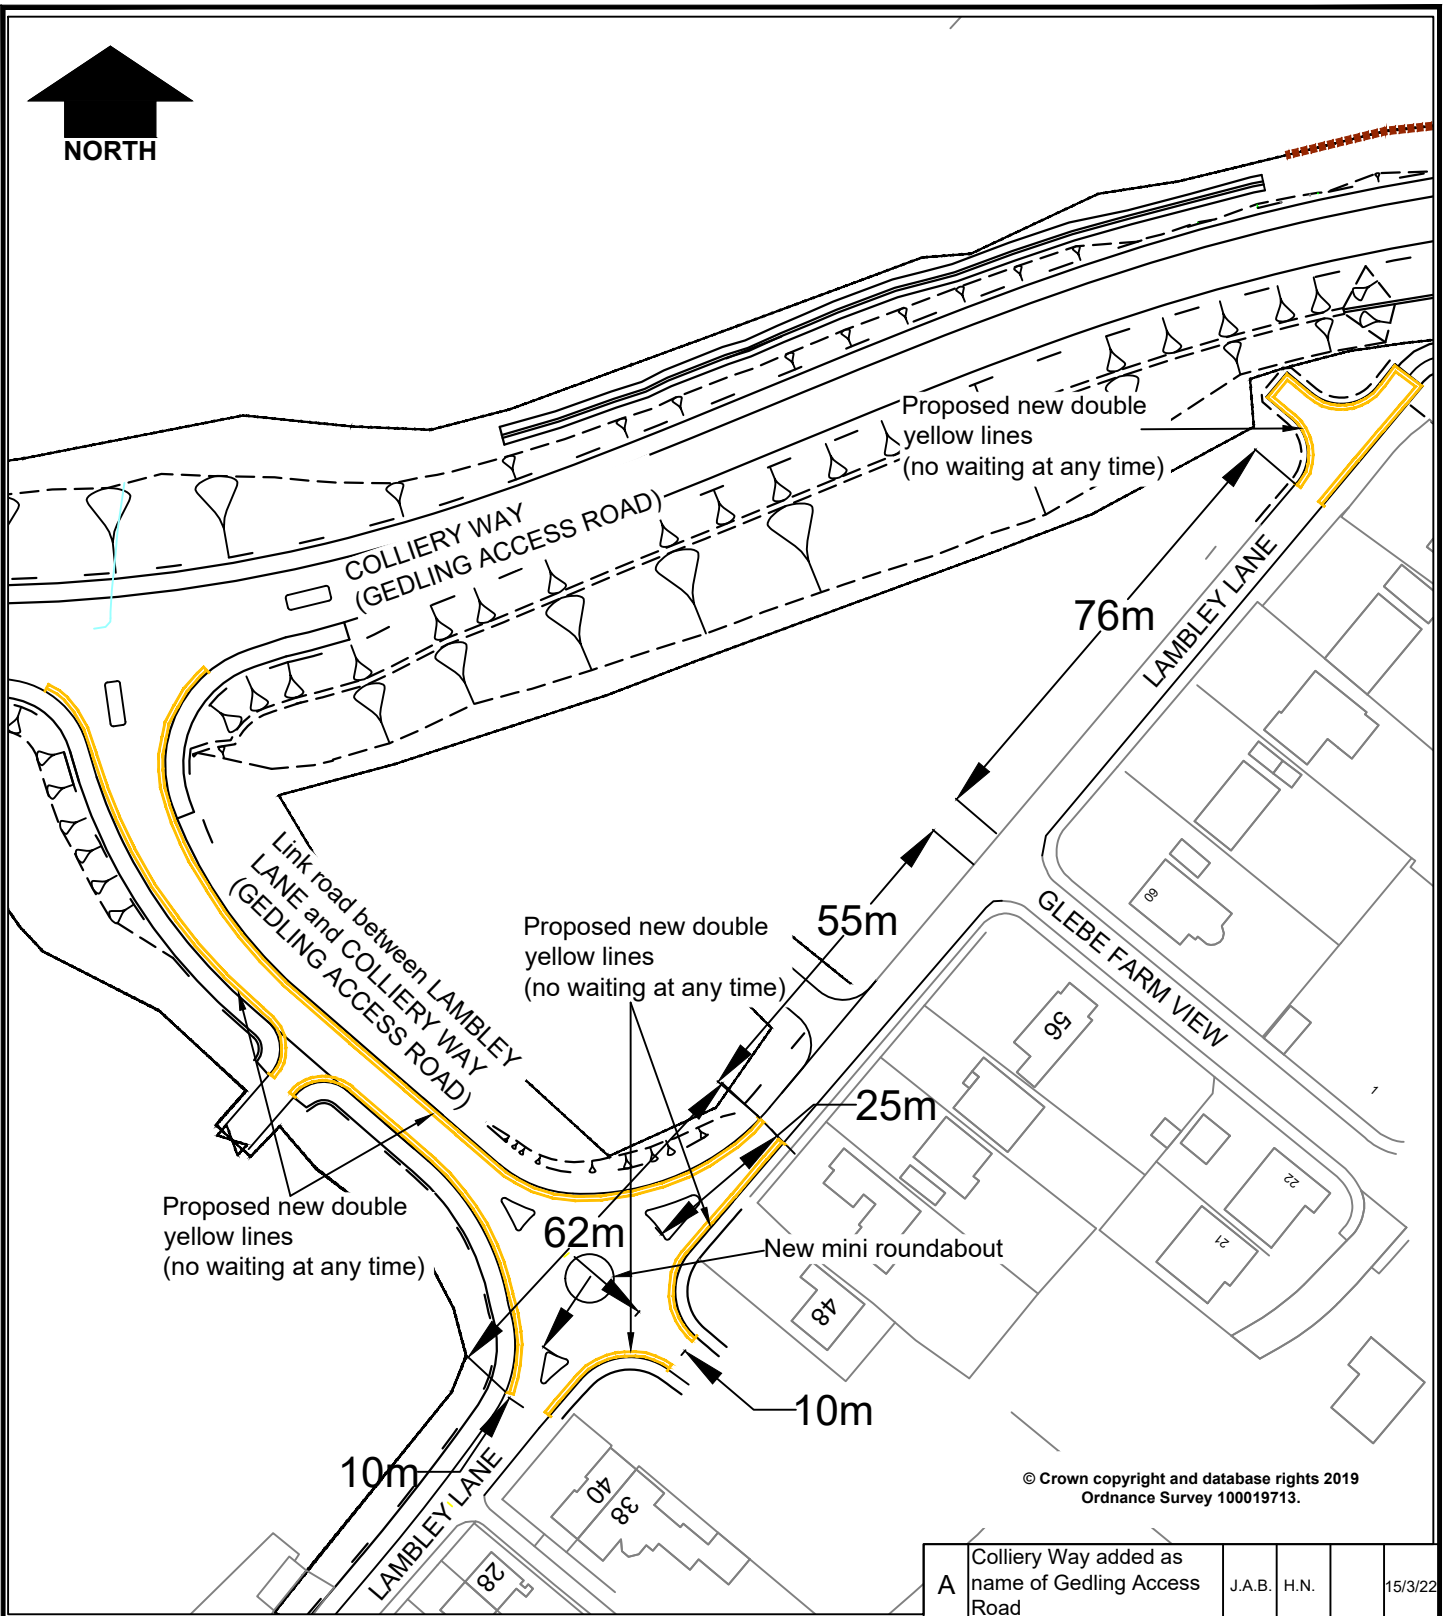 NORTH
Proposed new double
yellow lines
(no waiting at any time)
COLLIERY WAY
(GEDLING ACCESS ROAD)
76m
LAMBLEY LANE
Link road between LAMBLEY
LANE and COLLIERY WAY
(GEDLING ACCESS ROAD)
Proposed new double
yellow lines
(no waiting at any time)
55m
60
GLEBE FARM VIEW
56
1
25m
22
21
Proposed new double
yellow lines
(no waiting at any time)
62m
New mini roundabout
48
10m
10m
LAMBLEY LANE
40
38
28
© Crown copyright and database rights 2019
Ordnance Survey 100019713.
A
Colliery Way added as
name of Gedling Access
Road
J.A.B.
H.N.
15/3/22